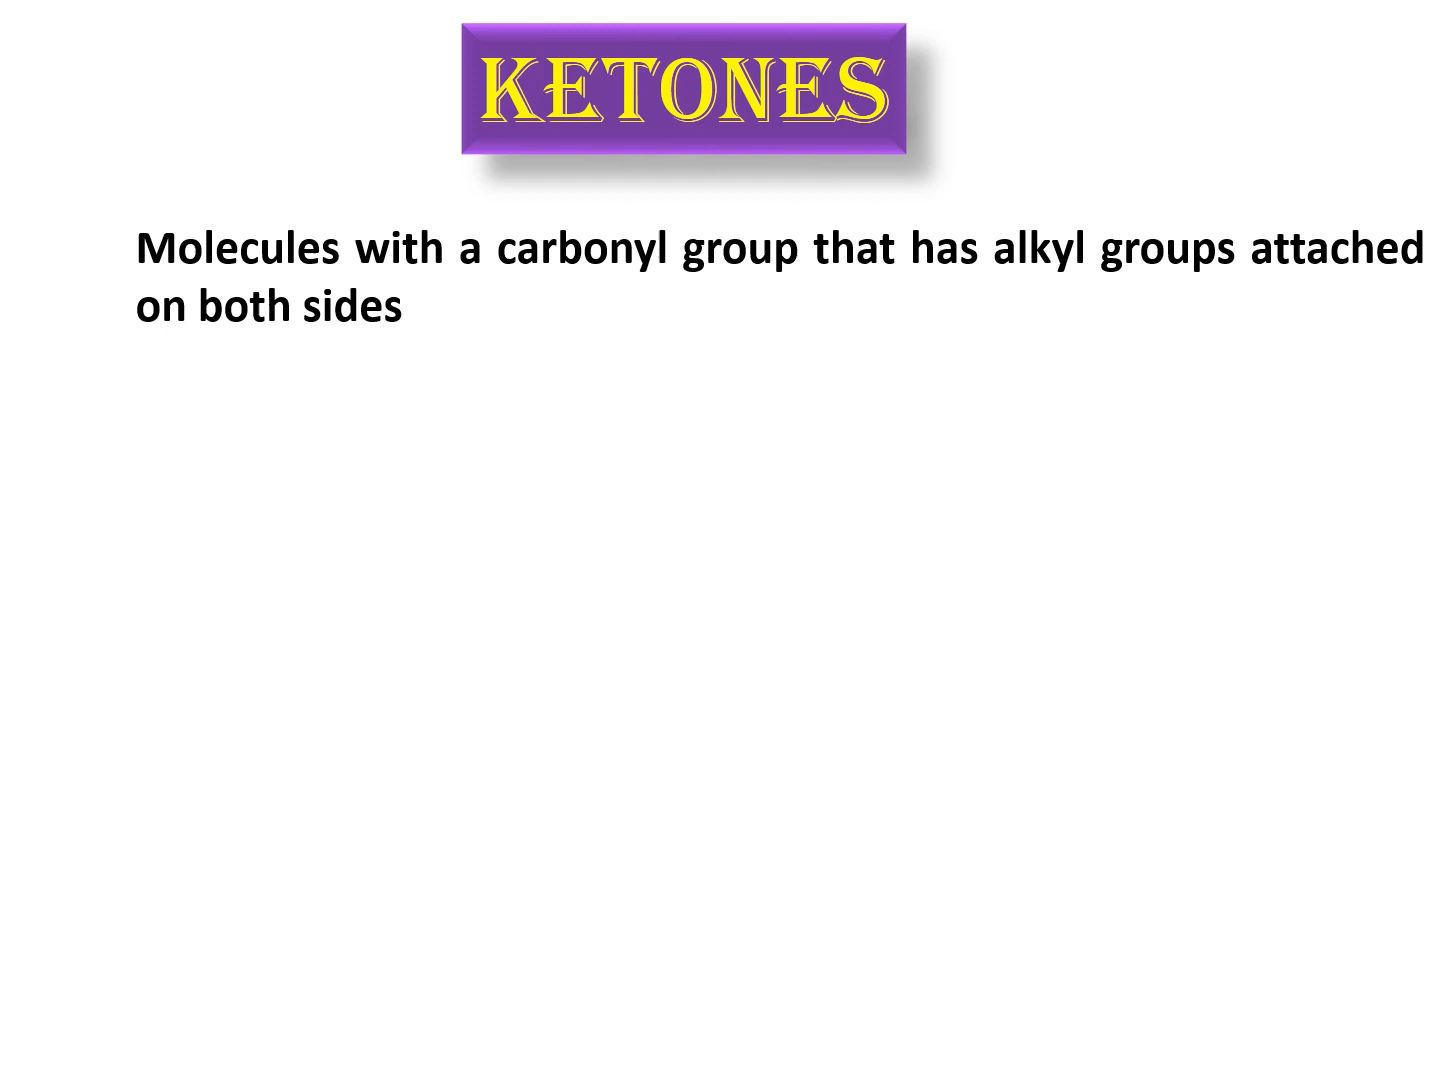 KETONES
Molecules with a carbonyl group that has alkyl groups attached
on both sides